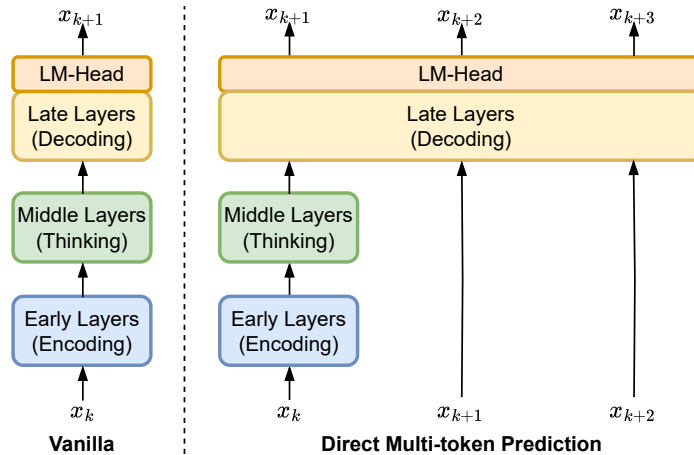 x_{k+1}
LM-Head
Late Layers
(Decoding)
Middle Layers
(Thinking)
Early Layers
(Encoding)
x_k
Vanilla
x_{k+1} x_{k+2} x_{k+3}
LM-Head
Late Layers
(Decoding)
Middle Layers
(Thinking)
Early Layers
(Encoding)
x_k x_{k+1} x_{k+2}
Direct Multi-token Prediction